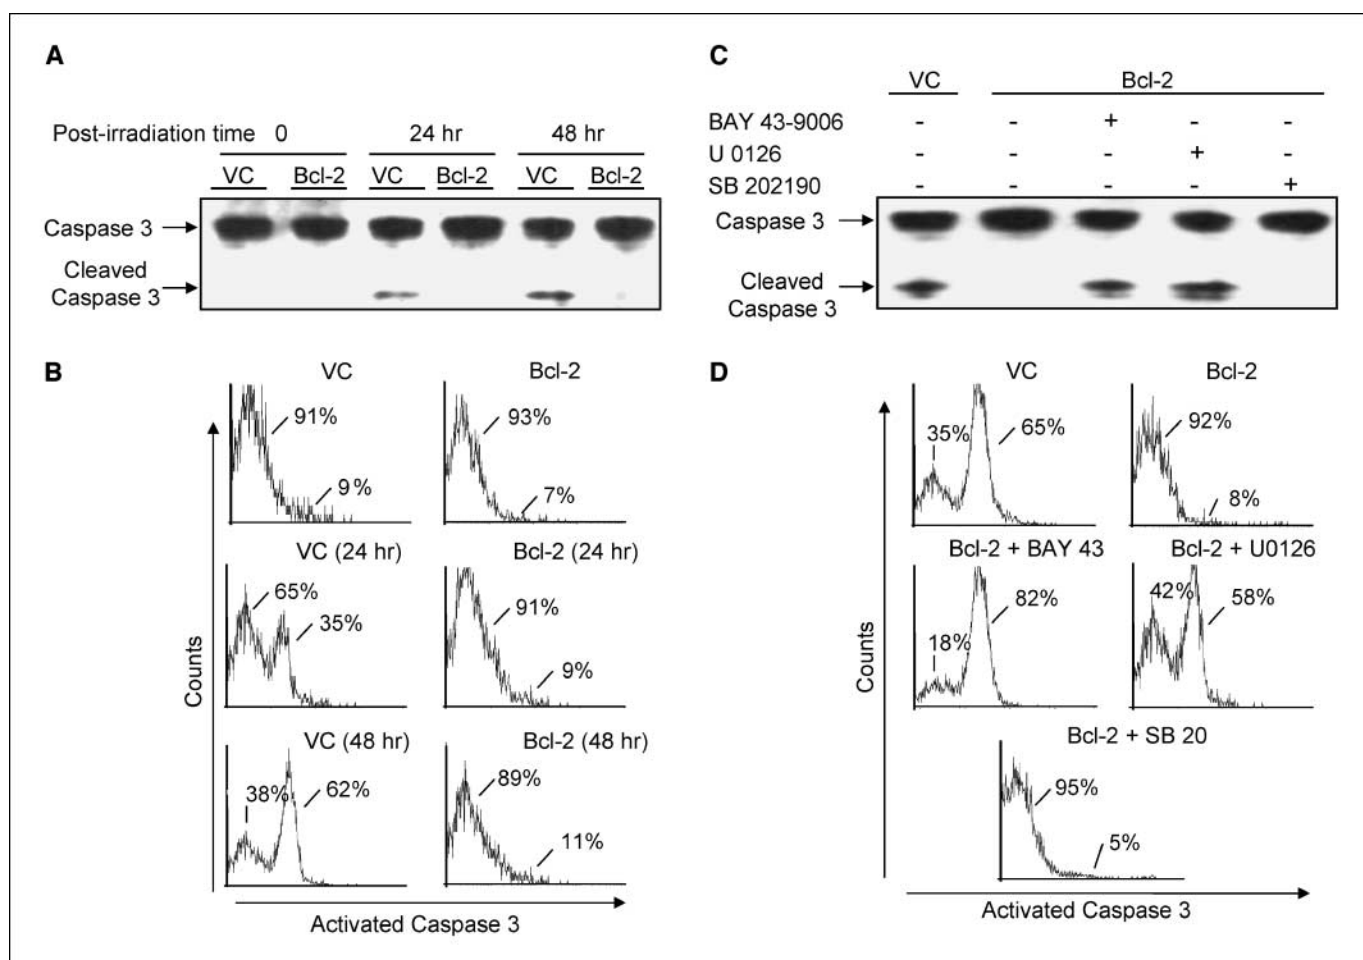 A
Post-irradiation time 0 24 hr 48 hr
VC Bcl-2 VC Bcl-2 VC Bcl-2
Caspase 3
Cleaved
Caspase 3
B
VC Bcl-2
91% 93%
9% 7%
VC (24 hr) Bcl-2 (24 hr)
65% 91%
35% 9%
VC (48 hr) Bcl-2 (48 hr)
38% 62% 89%
11%
Counts
Activated Caspase 3
C
VC Bcl-2
BAY 43-9006 - - + - -
U 0126 - - - + -
SB 202190 - - - - +
Caspase 3
Cleaved
Caspase 3
D
VC Bcl-2
35% 65% 92%
8%
Bcl-2 + BAY 43 Bcl-2 + U0126
18% 82% 42% 58%
Bcl-2 + SB 20
95%
5%
Counts
Activated Caspase 3